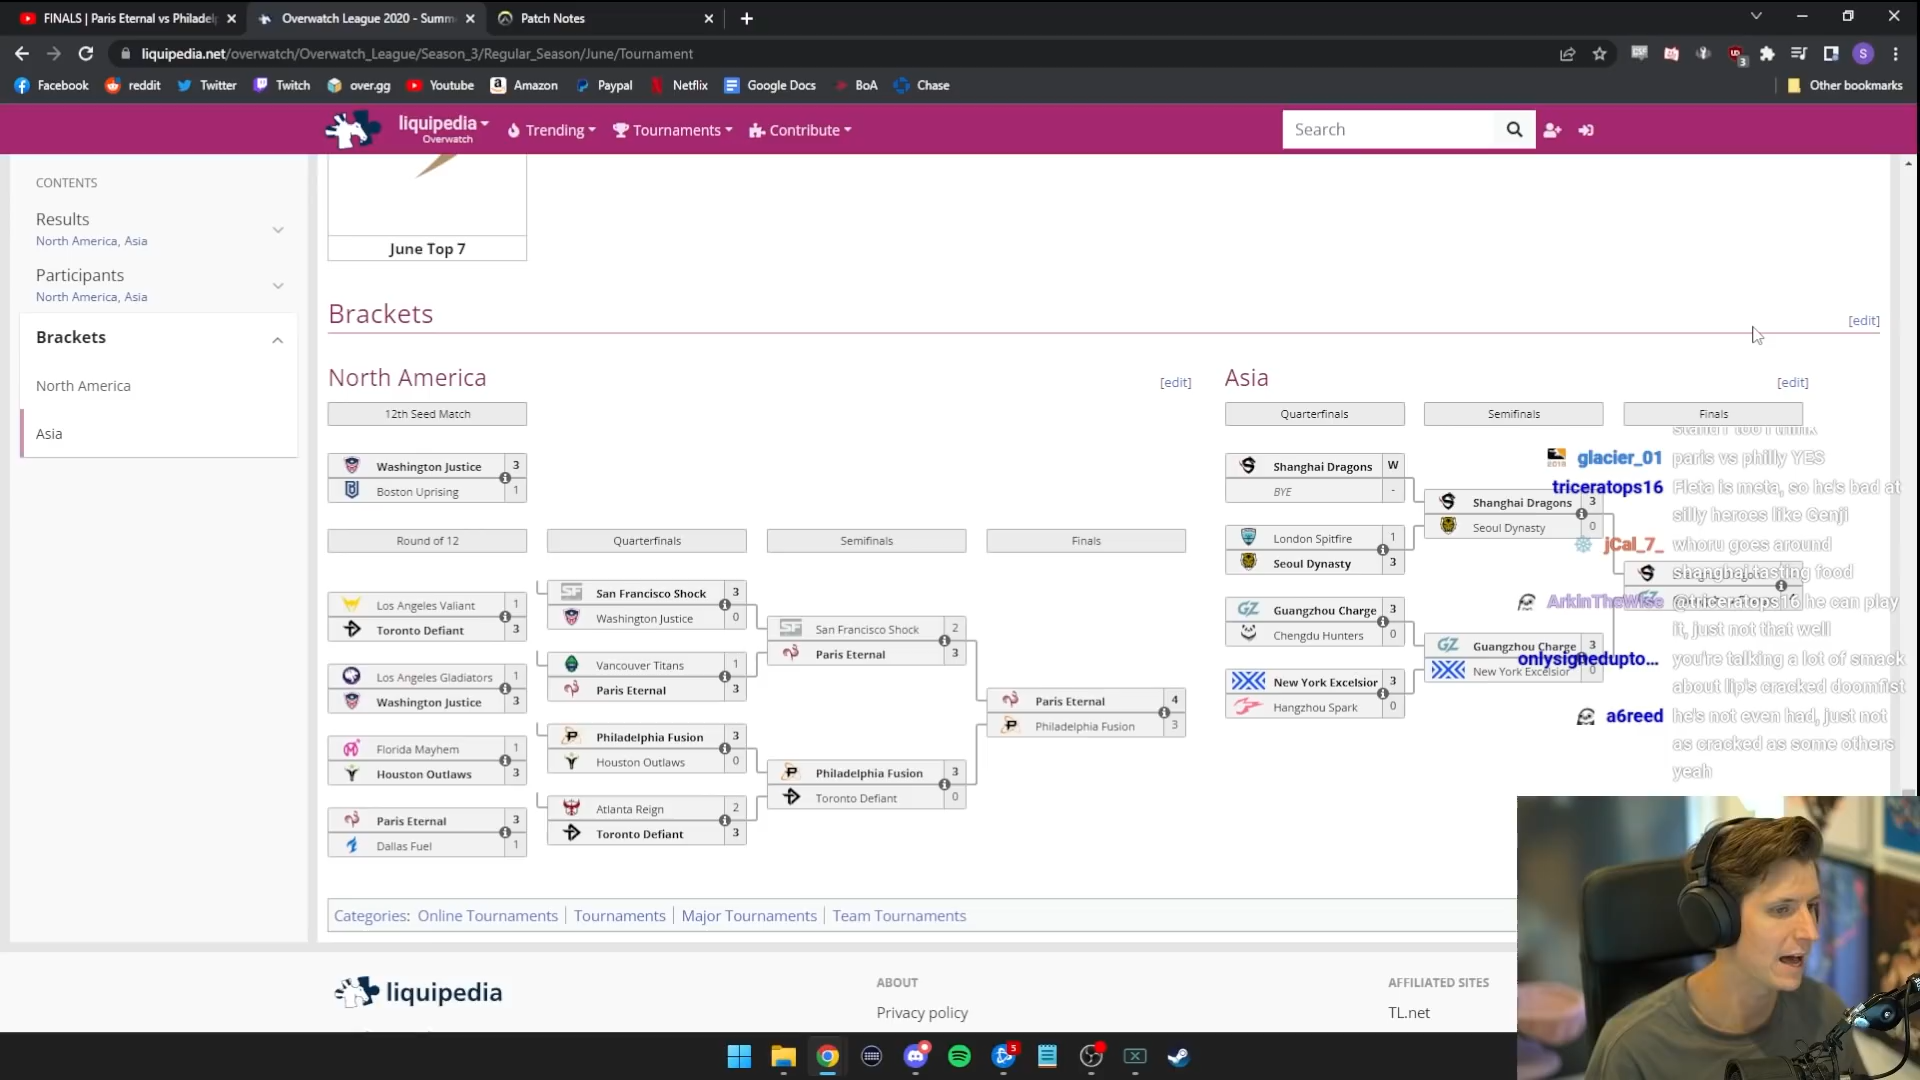 FINALS | Paris Eternal vs Philadel
Overwatch League 2020 - Summ
Patch Notes
liquipedia.net/overwatch/Overwatch_League/Season_3/Regular_Season/June/Tournament
3
S
Facebook
reddit
Twitter
Twitch
over.gg
Youtube
Amazon
Paypal
Netflix
Google Docs
BoA
Chase
Other bookmarks
liquipedia
Overwatch
Trending
Tournaments
Contribute
Search
CONTENTS
Results
North America, Asia
Participants
North America, Asia
Brackets
North America
Asia
June Top 7
Brackets
[edit]
North America
[edit]
12th Seed Match
Washington Justice 3
Boston Uprising 1
Round of 12
Quarterfinals
Semifinals
Finals
Los Angeles Valiant 1
Toronto Defiant 3
Los Angeles Gladiators 1
Washington Justice 3
Florida Mayhem 1
Houston Outlaws 3
Paris Eternal 3
Dallas Fuel 1
San Francisco Shock 3
Washington Justice 0
Vancouver Titans 1
Paris Eternal 3
Philadelphia Fusion 3
Houston Outlaws 0
Atlanta Reign 2
Toronto Defiant 3
San Francisco Shock 2
Paris Eternal 3
Philadelphia Fusion 3
Toronto Defiant 0
Paris Eternal 4
Philadelphia Fusion 3
Asia
[edit]
Quarterfinals
Semifinals
Finals
Shanghai Dragons W
BYE -
London Spitfire 1
Seoul Dynasty 3
Guangzhou Charge 3
Chengdu Hunters 0
New York Excelsior 3
Hangzhou Spark 0
Shanghai Dragons 3
Seoul Dynasty 0
Guangzhou Charge 3
New York Excelsior 0
glacier_01 paris vs philly YES
triceratops16 Fleta is meta, so he's bad at
silly heroes like Genji
jCal_7_ whoru goes around
shanghai tasting food
ArkInTheWise @triceratops16 he can play
it, just not that well
onlysignedupto... you're talking a lot of smack
about lip's cracked doomfist
a6reed he's not even had, just not
as cracked as some others
yeah
Categories: Online Tournaments | Tournaments | Major Tournaments | Team Tournaments
liquipedia
ABOUT
Privacy policy
AFFILIATED SITES
TL.net
5